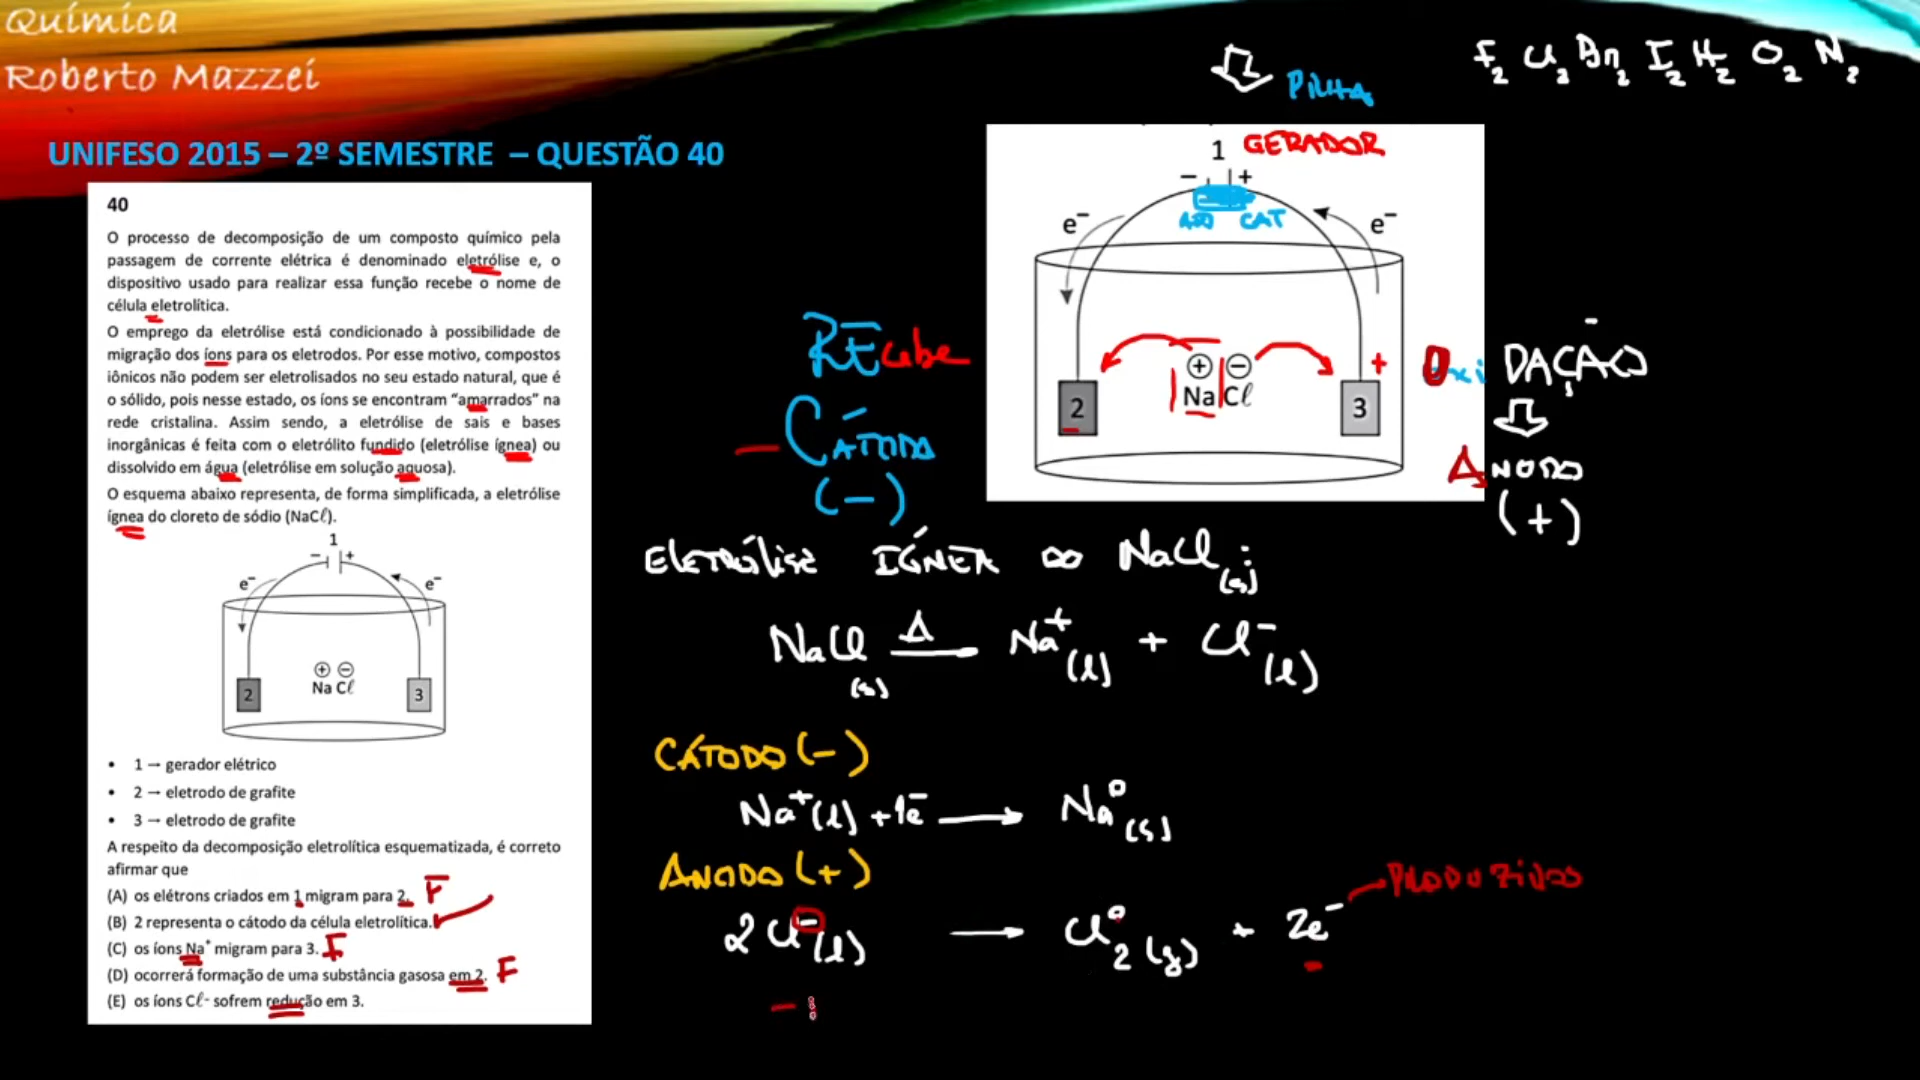 Química
Roberto Mazzei
UNIFESO 2015 – 2º SEMESTRE – QUESTÃO 40
40
O processo de decomposição de um composto químico pela
passagem de corrente elétrica é denominado eletrólise e, o
dispositivo usado para realizar essa função recebe o nome de
célula eletrolítica.
O emprego da eletrólise está condicionado à possibilidade de
migração dos íons para os eletrodos. Por esse motivo, compostos
iônicos não podem ser eletrolisados no seu estado natural, que é
o sólido, pois nesse estado, os íons se encontram “amarrados” na
rede cristalina. Assim sendo, a eletrólise de sais e bases
inorgânicas é feita com o eletrólito fundido (eletrólise ígnea) ou
dissolvido em água (eletrólise em solução aquosa).
O esquema abaixo representa, de forma simplificada, a eletrólise
ígnea do cloreto de sódio (NaCℓ).
1
− +
e⁻ e⁻
⊕ ⊖
Na Cℓ
2 3
• 1 → gerador elétrico
• 2 → eletrodo de grafite
• 3 → eletrodo de grafite
A respeito da decomposição eletrolítica esquematizada, é correto
afirmar que
(A) os elétrons criados em 1 migram para 2. F
(B) 2 representa o cátodo da célula eletrolítica.
(C) os íons Na⁺ migram para 3. F
(D) ocorrerá formação de uma substância gasosa em 2. F
(E) os íons Cℓ⁻ sofrem redução em 3.
F₂ Cl₂ Br₂ I₂ H₂ O₂ N₂
PILHA
1 GERADOR
− +
CAT
e⁻ e⁻
⊕ ⊖ +
Na Cℓ
2 3
REcebe
CÁTODO
(−)
OxiDAÇÃO
ÂNODO
(+)
ELETRÓLISE ÍGNEA DO NaCl(s):
NaCl(s) Δ→ Na⁺(l) + Cl⁻(l)
CÁTODO (−)
Na⁺(l) + 1e⁻ → Na⁰(s)
ANODO (+)
2Cl⁻(l) → Cl₂⁰(g) + 2e⁻ PRODUZIDOS
−1